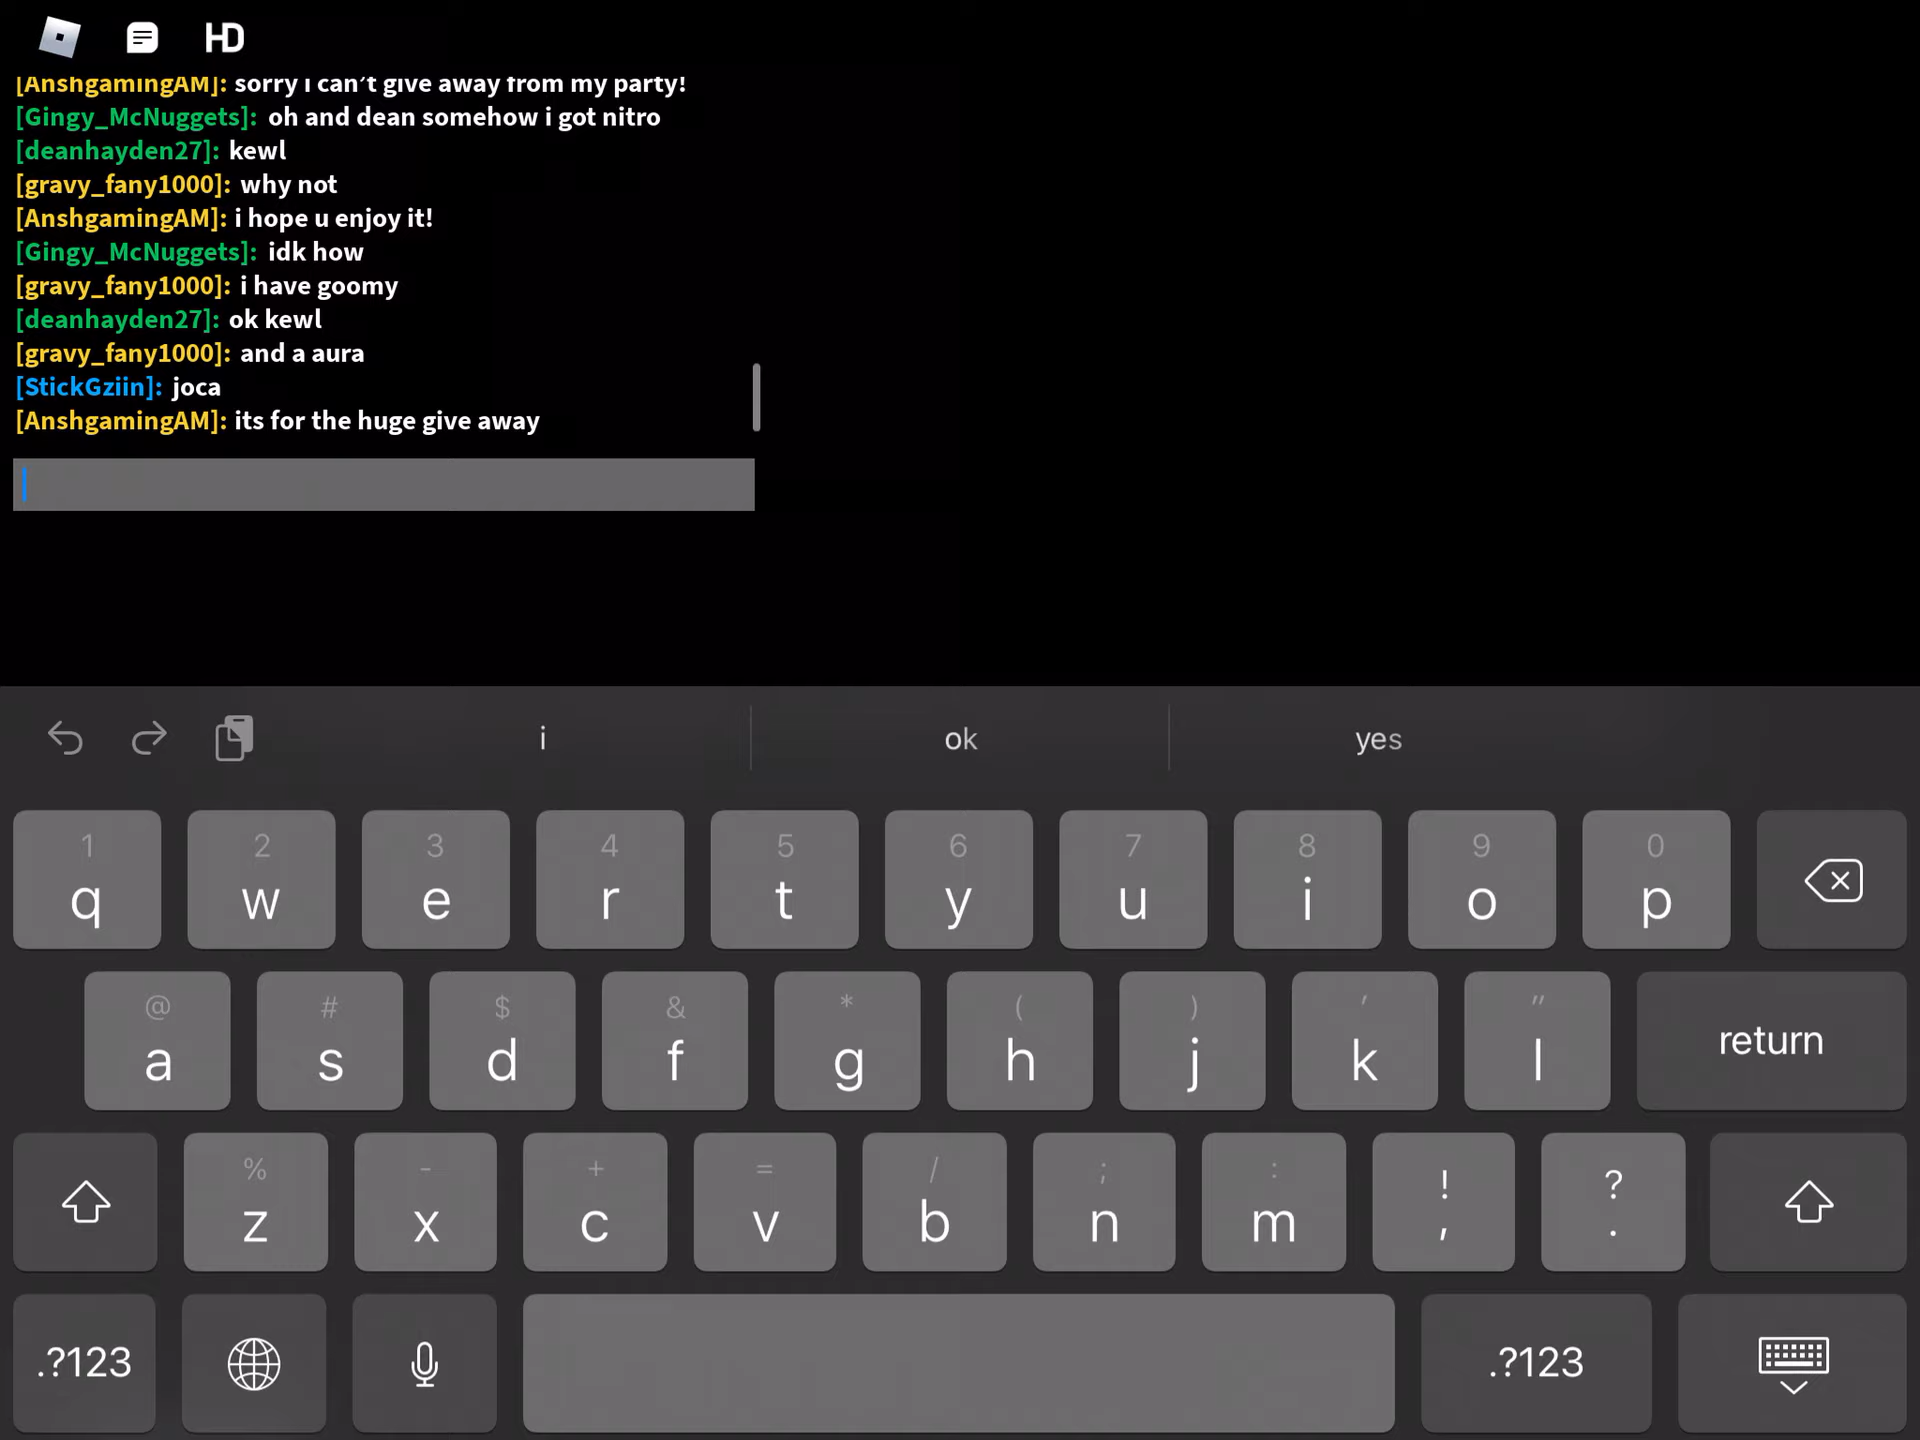 HD
[AnshgamingAM]: sorry i can't give away from my party!
[Gingy_McNuggets]: oh and dean somehow i got nitro
[deanhayden27]: kewl
[gravy_fany1000]: why not
[AnshgamingAM]: i hope u enjoy it!
[Gingy_McNuggets]: idk how
[gravy_fany1000]: i have goomy
[deanhayden27]: ok kewl
[gravy_fany1000]: and a aura
[StickGziin]: joca
[AnshgamingAM]: its for the huge give away
i ok yes
1 2 3 4 5 6 7 8 9 0
q w e r t y u i o p
@ # $ & * ( ) ' "
a s d f g h j k l return
% - + = / ; : ! ?
z x c v b n m , .
.?123 .?123